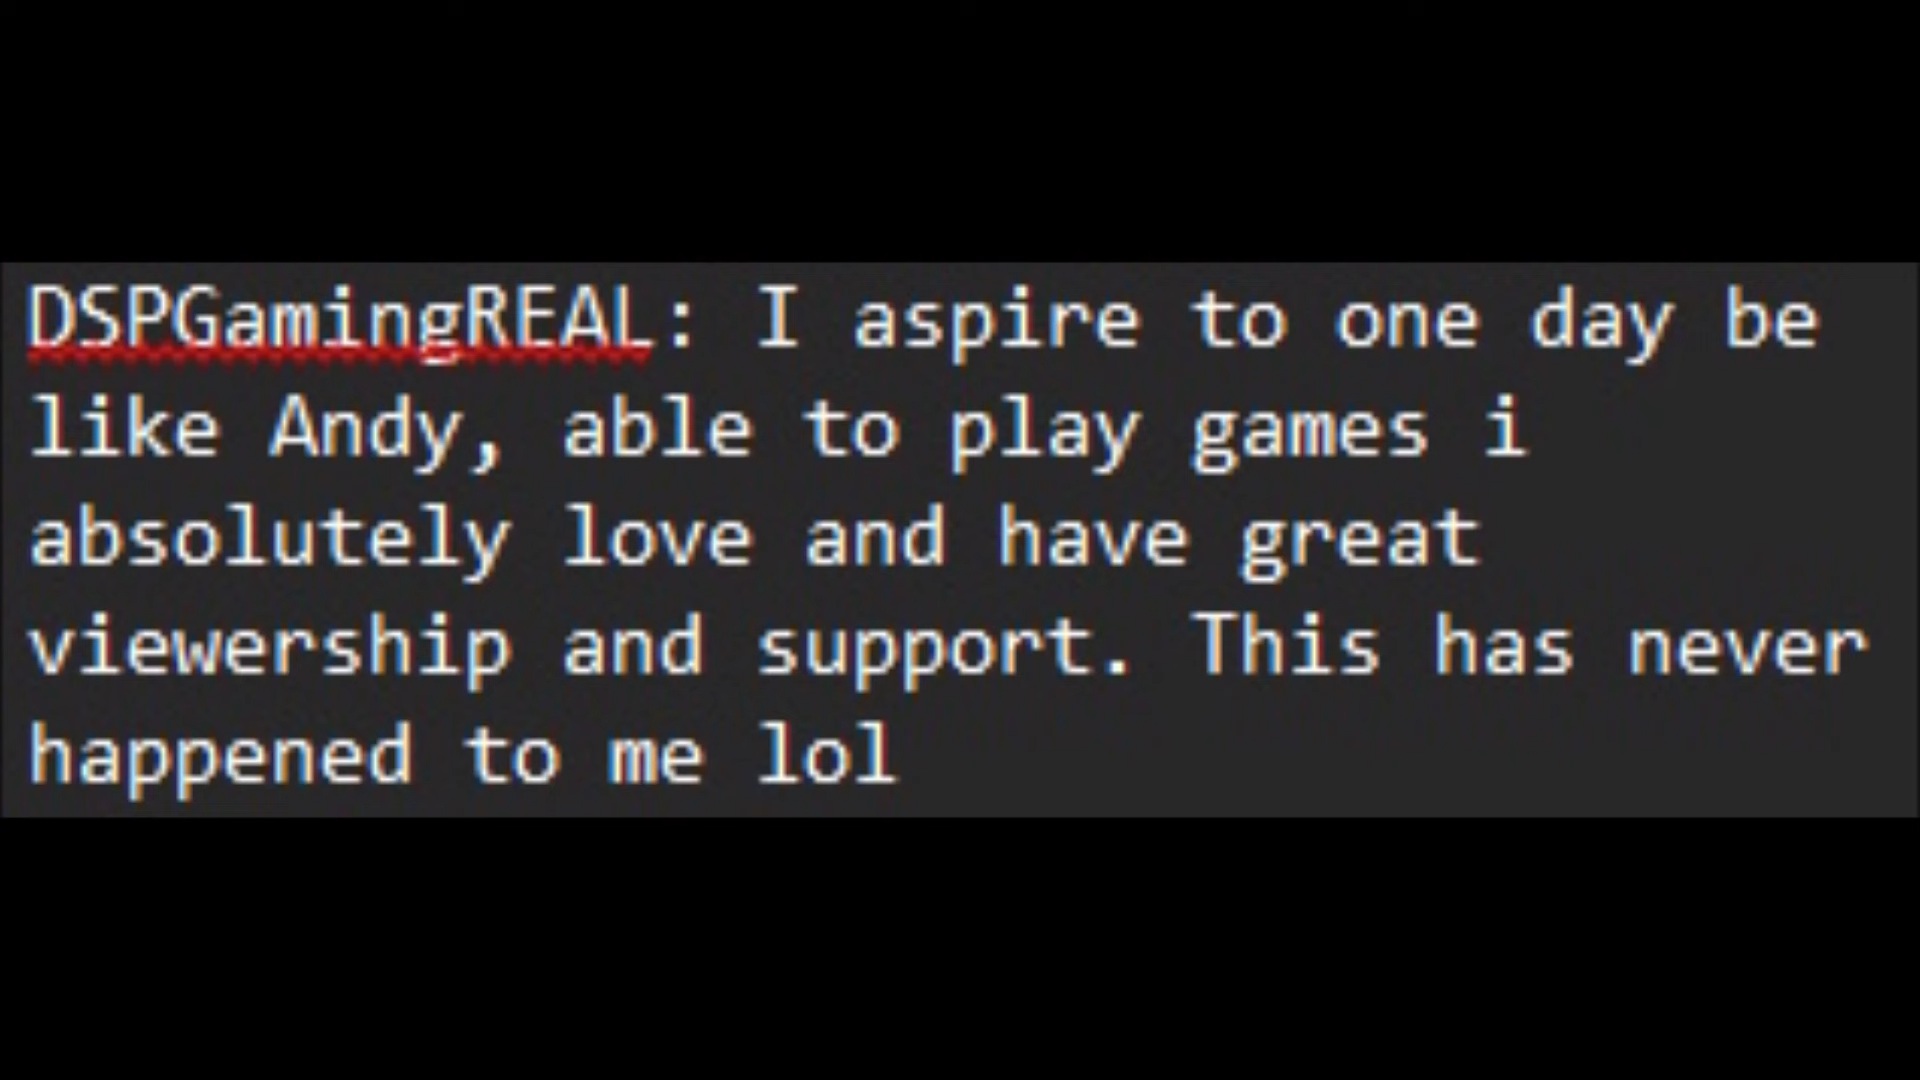 DSPGamingREAL: I aspire to one day be
like Andy, able to play games i
absolutely love and have great
viewership and support. This has never
happened to me lol